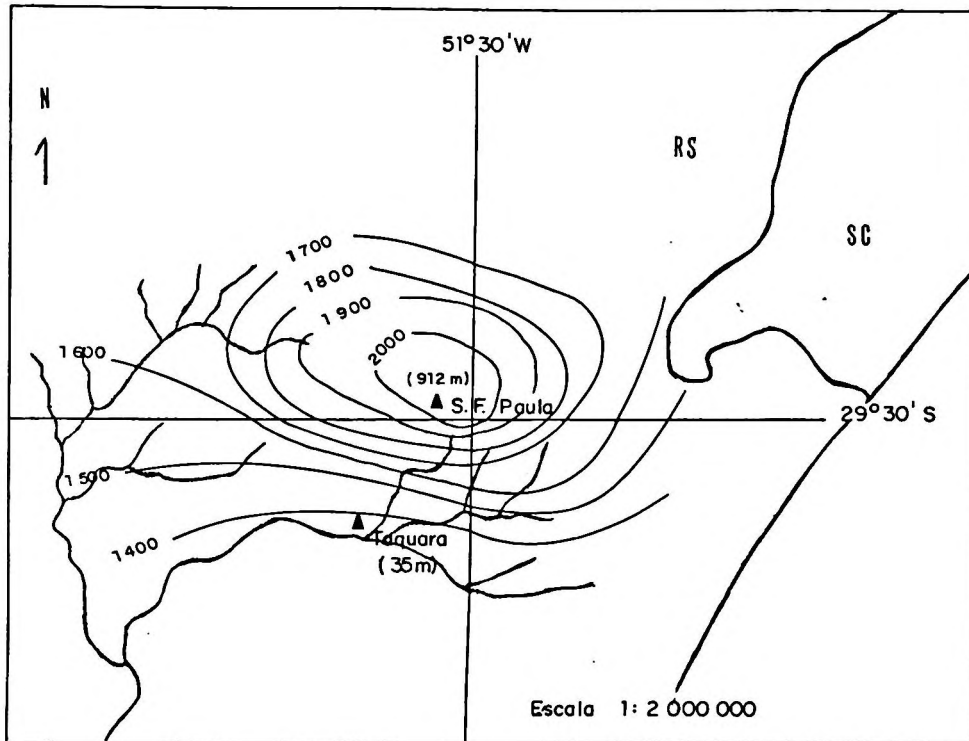 51°30'W
N
RS
SC
1700
1800
1900
2000
1600
(912 m)
S. F. Paula
29°30' S
1500
1400
Taquara
(35m)
Escala 1: 2 000 000